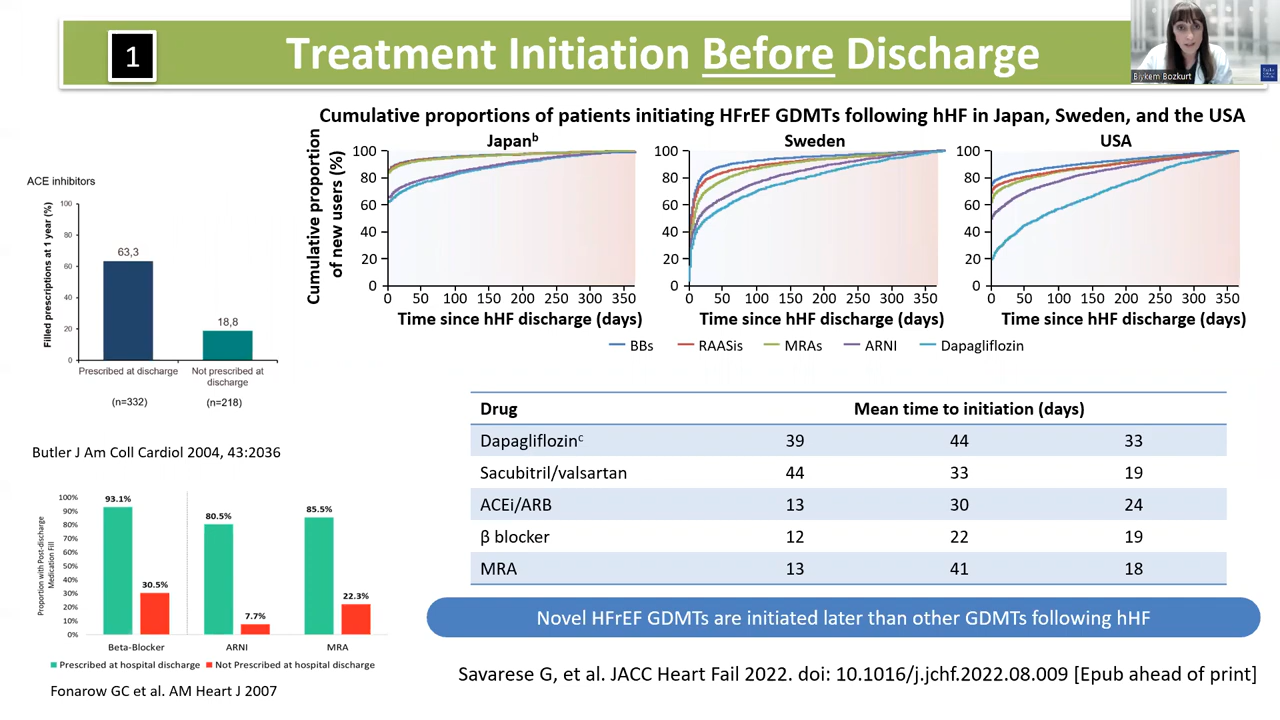 1
Treatment Initiation Before Discharge
Biykem Bozkurt
Cumulative proportions of patients initiating HFrEF GDMTs following hHF in Japan, Sweden, and the USA
Cumulative proportion
of new users (%)
Japanᵇ
100
80
60
40
20
0
0 50 100 150 200 250 300 350
Time since hHF discharge (days)
Sweden
100
80
60
40
20
0
0 50 100 150 200 250 300 350
Time since hHF discharge (days)
USA
100
80
60
40
20
0
0 50 100 150 200 250 300 350
Time since hHF discharge (days)
BBs RAASis MRAs ARNI Dapagliflozin
ACE inhibitors
Filled prescriptions at 1 year (%)
100
80
60
40
20
0
63,3
18,8
Prescribed at discharge
Not prescribed at
discharge
(n=332) (n=218)
Butler J Am Coll Cardiol 2004, 43:2036
Proportion with Post-discharge
Medication Fill
100%
90%
80%
70%
60%
50%
40%
30%
20%
10%
0%
93.1%
30.5%
80.5%
7.7%
85.5%
22.3%
Beta-Blocker ARNI MRA
Prescribed at hospital discharge Not Prescribed at hospital discharge
Fonarow GC et al. AM Heart J 2007
Drug Mean time to initiation (days)
Dapagliflozinᶜ 39 44 33
Sacubitril/valsartan 44 33 19
ACEi/ARB 13 30 24
β blocker 12 22 19
MRA 13 41 18
Novel HFrEF GDMTs are initiated later than other GDMTs following hHF
Savarese G, et al. JACC Heart Fail 2022. doi: 10.1016/j.jchf.2022.08.009 [Epub ahead of print]